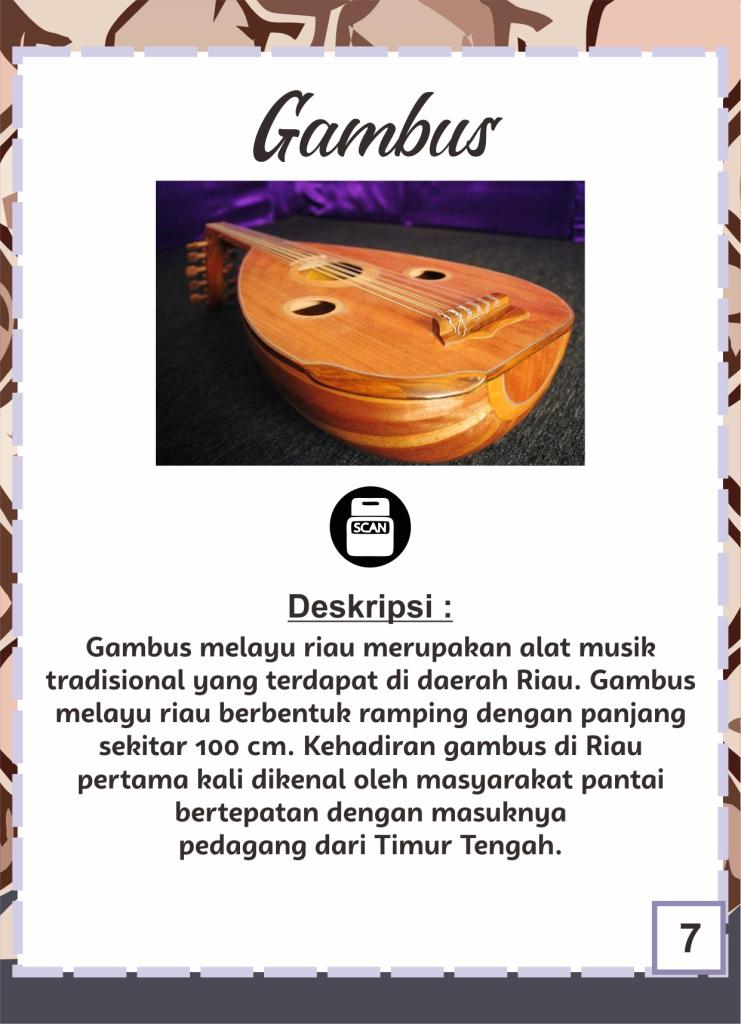 Gambus
SCAN
Deskripsi :
Gambus melayu riau merupakan alat musik
tradisional yang terdapat di daerah Riau. Gambus
melayu riau berbentuk ramping dengan panjang
sekitar 100 cm. Kehadiran gambus di Riau
pertama kali dikenal oleh masyarakat pantai
bertepatan dengan masuknya
pedagang dari Timur Tengah.
7